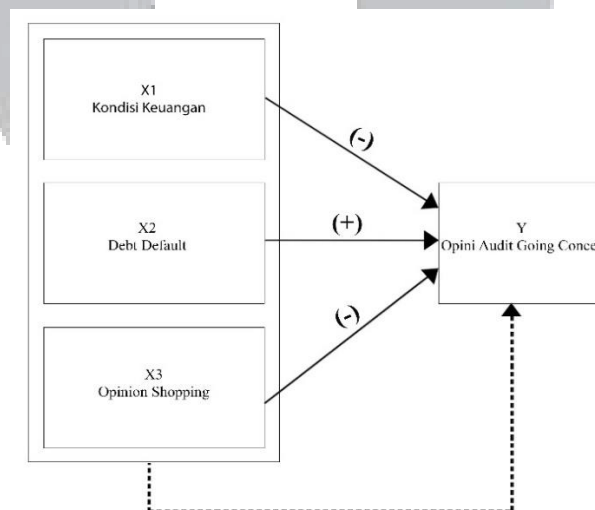 X1
Kondisi Keuangan
(-)
X2
Debt Default
(+)
Y
Opini Audit Going Conce
X3
Opinion Shopping
(-)